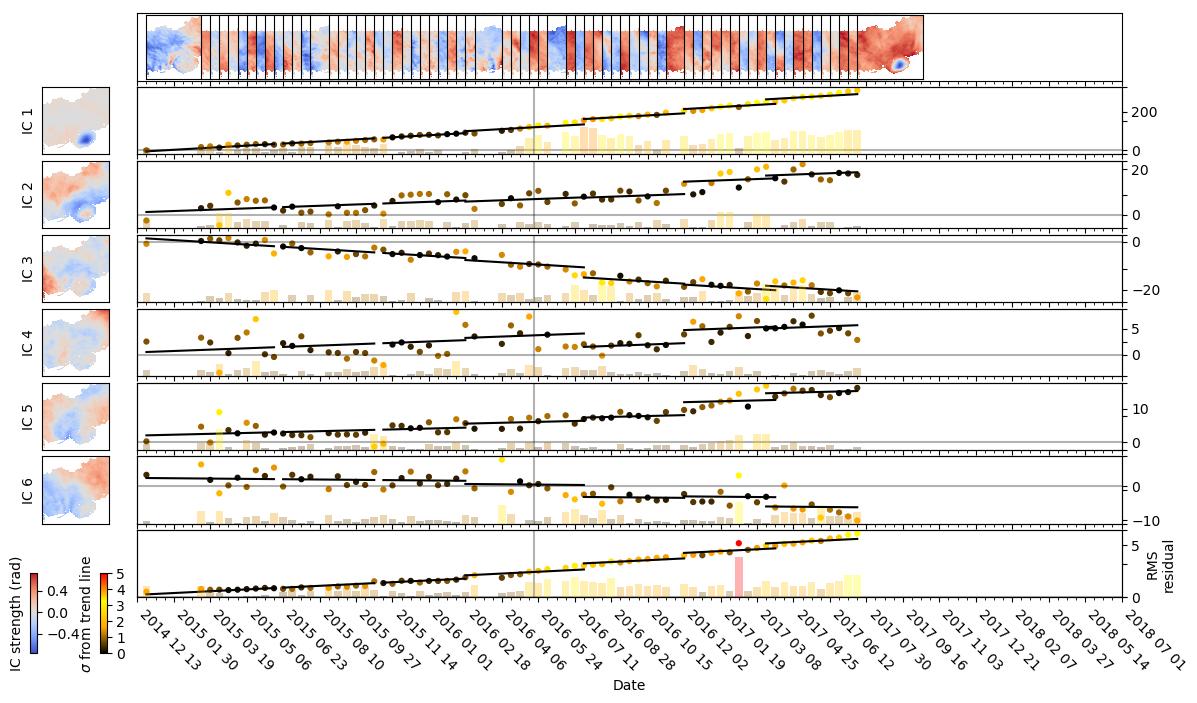 IC 1
200
0
IC 2
20
0
IC 3
0
−20
IC 4
5
0
IC 5
10
0
IC 6
0
−10
RMS
residual
5
0
IC strength (rad)
0.4
0.0
−0.4
σ from trend line
5
4
3
2
1
0
2014 12 13
2015 01 30
2015 03 19
2015 05 06
2015 06 23
2015 08 10
2015 09 27
2015 11 14
2016 01 01
2016 02 18
2016 04 06
2016 05 24
2016 07 11
2016 08 28
2016 10 15
2016 12 02
2017 01 19
2017 03 08
2017 04 25
2017 06 12
2017 07 30
2017 09 16
2017 11 03
2017 12 21
2018 02 07
2018 03 27
2018 05 14
2018 07 01
Date